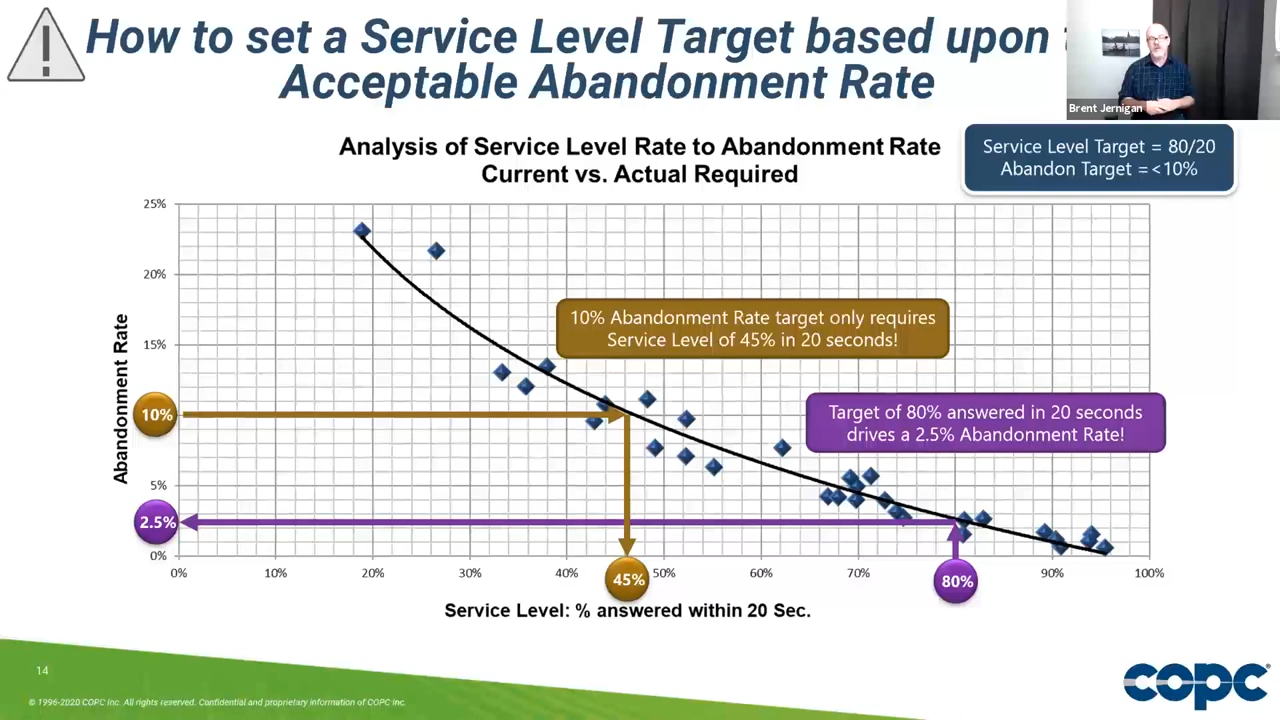 How to set a Service Level Target based upon
Acceptable Abandonment Rate
Brent Jernigan
Analysis of Service Level Rate to Abandonment Rate
Current vs. Actual Required
Service Level Target = 80/20
Abandon Target =<10%
25%
20%
15%
10%
5%
2.5%
0%
Abandonment Rate
10% Abandonment Rate target only requires
Service Level of 45% in 20 seconds!
Target of 80% answered in 20 seconds
drives a 2.5% Abandonment Rate!
0% 10% 20% 30% 40% 45% 50% 60% 70% 80% 90% 100%
Service Level: % answered within 20 Sec.
14
© 1996-2020 COPC Inc. All rights reserved. Confidential and proprietary information of COPC Inc.
copc®